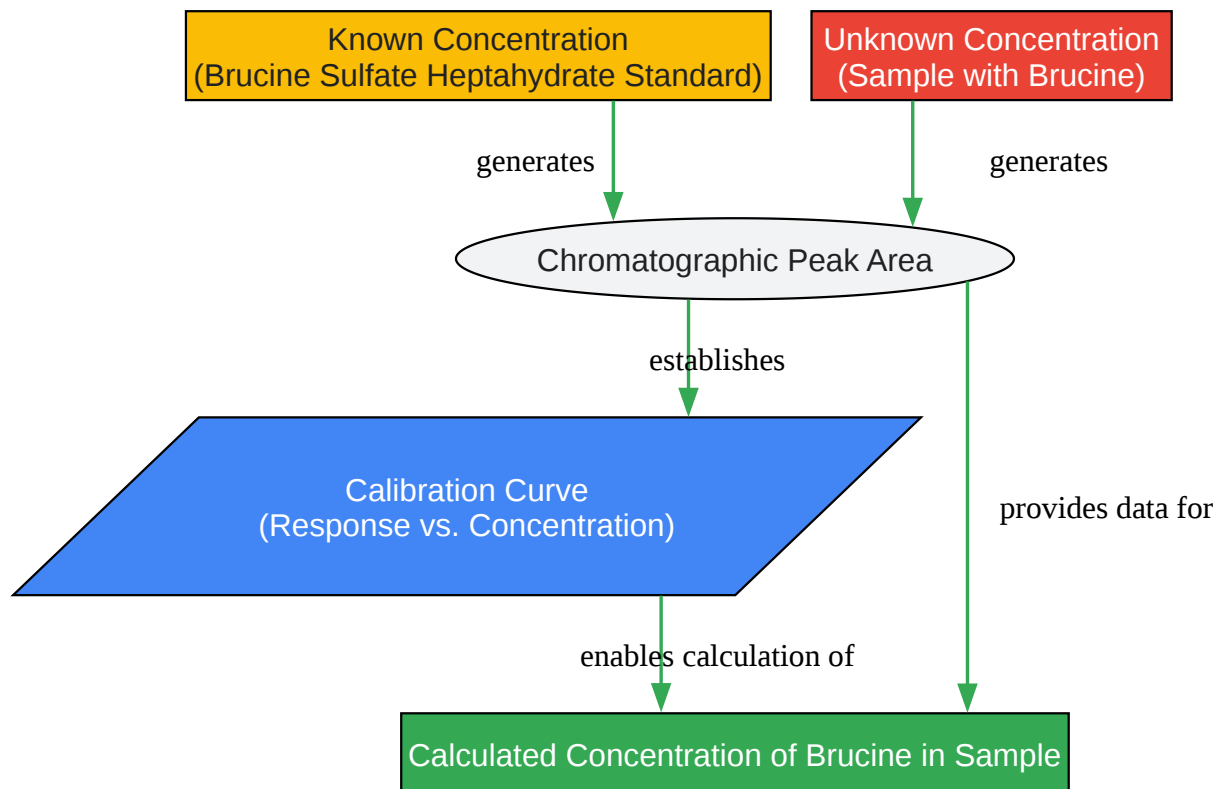 Known Concentration
(Brucine Sulfate Heptahydrate Standard)
Unknown Concentration
(Sample with Brucine)
generates
generates
Chromatographic Peak Area
establishes
Calibration Curve
(Response vs. Concentration)
provides data for
enables calculation of
Calculated Concentration of Brucine in Sample